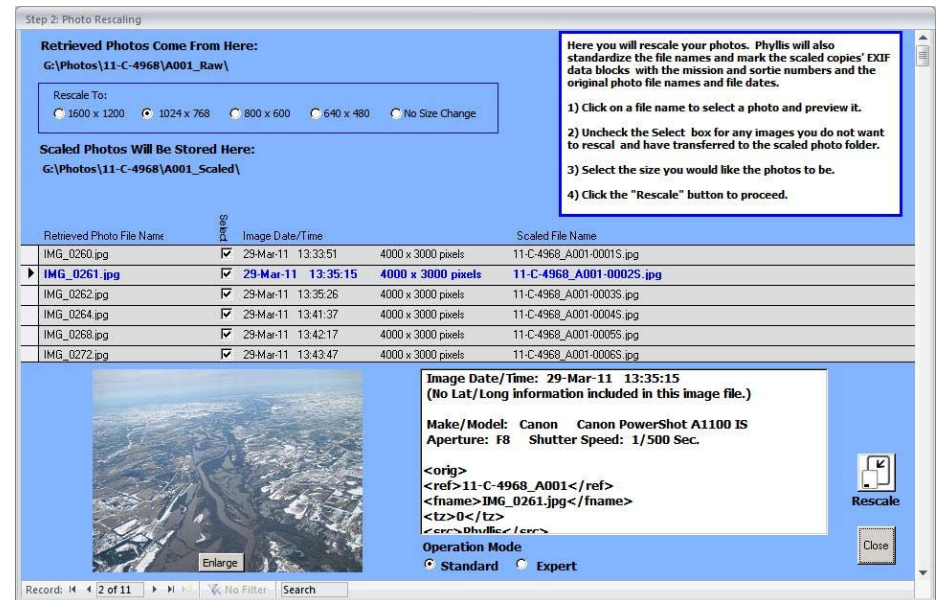 Step 2: Photo Rescaling
Retrieved Photos Come From Here:
G:\Photos\11-C-4968\A001_Raw\
Rescale To:
1600 x 1200 1024 x 768 800 x 600 640 x 480 No Size Change
Scaled Photos Will Be Stored Here:
G:\Photos\11-C-4968\A001_Scaled\
Here you will rescale your photos. Phyllis will also
standardize the file names and mark the scaled copies' EXIF
data blocks with the mission and sortie numbers and the
original photo file names and file dates.
1) Click on a file name to select a photo and preview it.
2) Uncheck the Select box for any images you do not want
to rescal and have transferred to the scaled photo folder.
3) Select the size you would like the photos to be.
4) Click the "Rescale" button to proceed.
Retrieved Photo File Name Select Image Date/Time Scaled File Name
IMG_0260.jpg 29-Mar-11 13:33:51 4000 x 3000 pixels 11-C-4968_A001-0001S.jpg
IMG_0261.jpg 29-Mar-11 13:35:15 4000 x 3000 pixels 11-C-4968_A001-0002S.jpg
IMG_0262.jpg 29-Mar-11 13:35:26 4000 x 3000 pixels 11-C-4968_A001-0003S.jpg
IMG_0264.jpg 29-Mar-11 13:41:37 4000 x 3000 pixels 11-C-4968_A001-0004S.jpg
IMG_0268.jpg 29-Mar-11 13:42:17 4000 x 3000 pixels 11-C-4968_A001-0005S.jpg
IMG_0272.jpg 29-Mar-11 13:43:47 4000 x 3000 pixels 11-C-4968_A001-0006S.jpg
Enlarge
Image Date/Time: 29-Mar-11 13:35:15
(No Lat/Long information included in this image file.)
Make/Model: Canon Canon PowerShot A1100 IS
Aperture: F8 Shutter Speed: 1/500 Sec.
<orig>
<ref>11-C-4968_A001</ref>
<fname>IMG_0261.jpg</fname>
<tz>0</tz>
<src>Phyllis</src>
Operation Mode
Standard Expert
Rescale
Close
Record: 2 of 11 No Filter Search